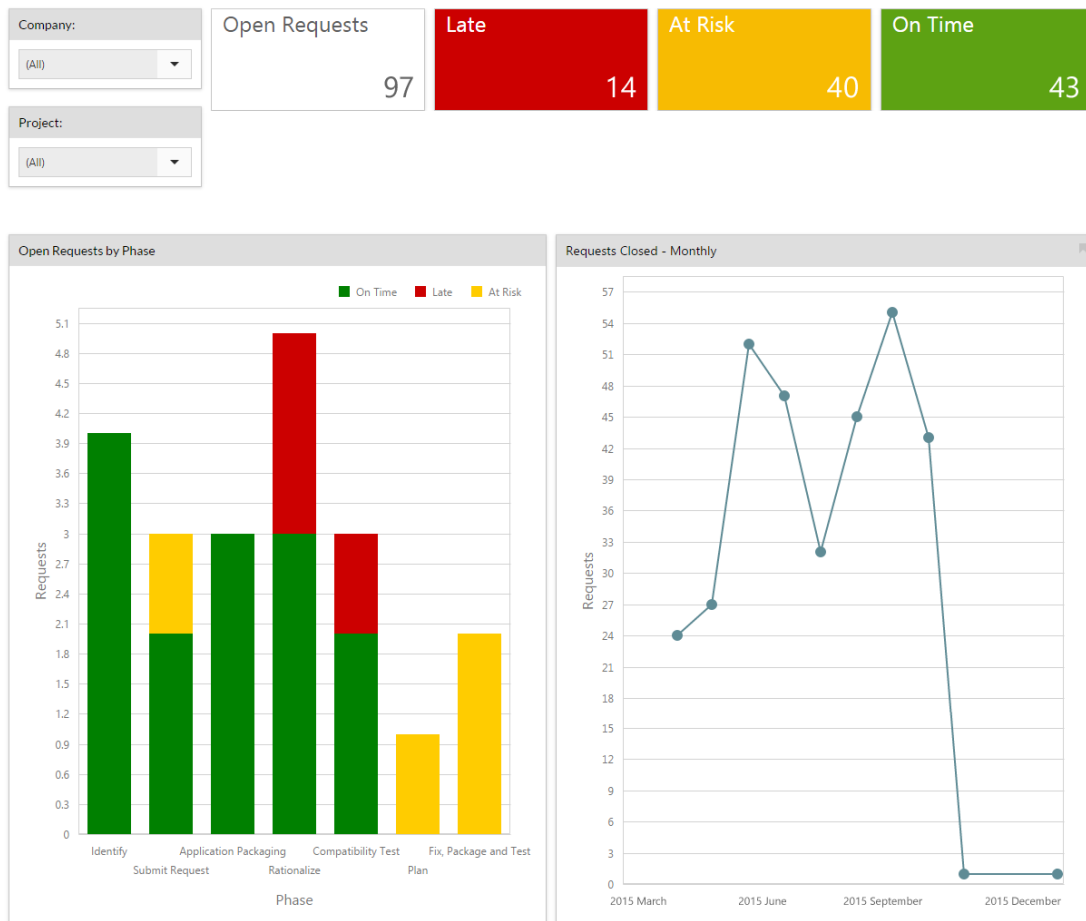 Company:
(All)
Project:
(All)
Open Requests
97
Late
14
At Risk
40
On Time
43
Open Requests by Phase
On Time Late At Risk
5.1
4.8
4.5
4.2
3.9
3.6
3.3
3
2.7
2.4
2.1
1.8
1.5
1.2
0.9
0.6
0.3
0
Requests
Identify
Submit Request
Application Packaging
Rationalize
Compatibility Test
Plan
Fix, Package and Test
Phase
Requests Closed - Monthly
57
54
51
48
45
42
39
36
33
30
27
24
21
18
15
12
9
6
3
0
Requests
2015 March
2015 June
2015 September
2015 December